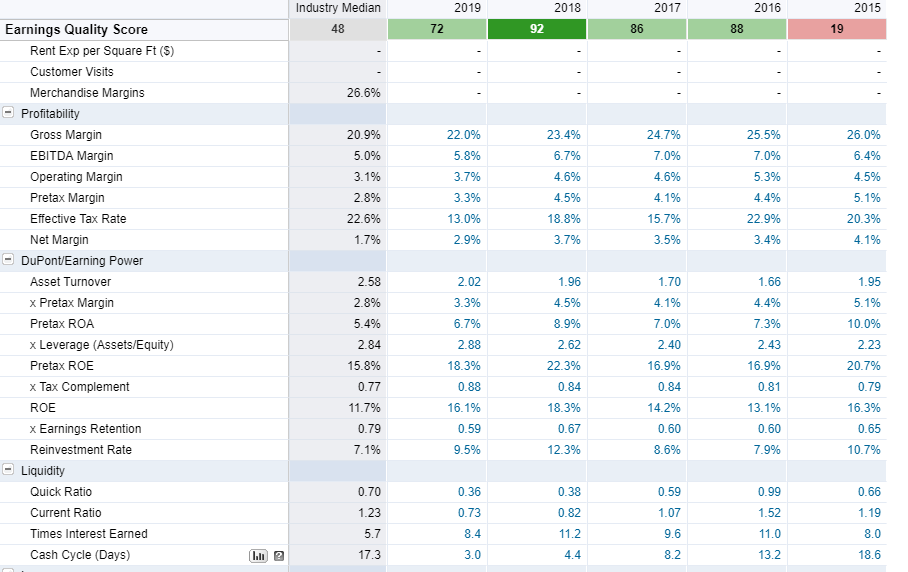 Industry Median 2019 2018 2017 2016 2015
Earnings Quality Score 48 72 92 86 88 19
Rent Exp per Square Ft ($) - - - - - -
Customer Visits - - - - - -
Merchandise Margins 26.6% - - - - -
Profitability
Gross Margin 20.9% 22.0% 23.4% 24.7% 25.5% 26.0%
EBITDA Margin 5.0% 5.8% 6.7% 7.0% 7.0% 6.4%
Operating Margin 3.1% 3.7% 4.6% 4.6% 5.3% 4.5%
Pretax Margin 2.8% 3.3% 4.5% 4.1% 4.4% 5.1%
Effective Tax Rate 22.6% 13.0% 18.8% 15.7% 22.9% 20.3%
Net Margin 1.7% 2.9% 3.7% 3.5% 3.4% 4.1%
DuPont/Earning Power
Asset Turnover 2.58 2.02 1.96 1.70 1.66 1.95
x Pretax Margin 2.8% 3.3% 4.5% 4.1% 4.4% 5.1%
Pretax ROA 5.4% 6.7% 8.9% 7.0% 7.3% 10.0%
x Leverage (Assets/Equity) 2.84 2.88 2.62 2.40 2.43 2.23
Pretax ROE 15.8% 18.3% 22.3% 16.9% 16.9% 20.7%
x Tax Complement 0.77 0.88 0.84 0.84 0.81 0.79
ROE 11.7% 16.1% 18.3% 14.2% 13.1% 16.3%
x Earnings Retention 0.79 0.59 0.67 0.60 0.60 0.65
Reinvestment Rate 7.1% 9.5% 12.3% 8.6% 7.9% 10.7%
Liquidity
Quick Ratio 0.70 0.36 0.38 0.59 0.99 0.66
Current Ratio 1.23 0.73 0.82 1.07 1.52 1.19
Times Interest Earned 5.7 8.4 11.2 9.6 11.0 8.0
Cash Cycle (Days) 17.3 3.0 4.4 8.2 13.2 18.6